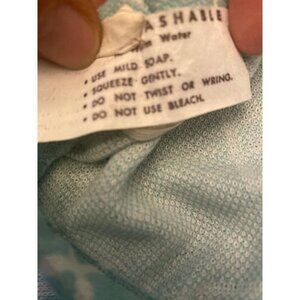 ASHABLE
Water
• USE MILD SOAP.
• SQUEEZE GENTLY.
• DO NOT TWIST OR WRING.
• DO NOT USE BLEACH.